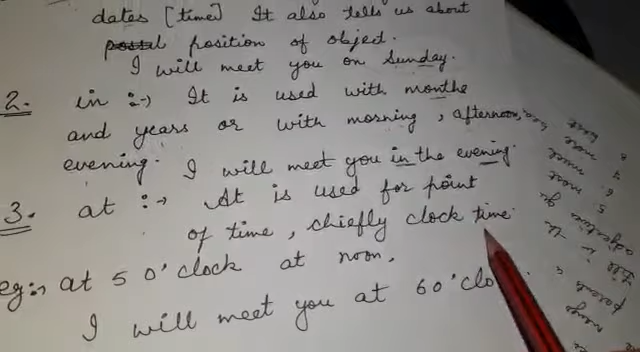 dates [time] It also tells us about
position of object.
I will meet you on Sunday.
2. in :-> It is used with months
and years or with morning, afternoon,
evening. I will meet you in the evening.
3. at :-> It is used for point
of time, chiefly clock time.
eg:-> at 5 O'clock at noon,
I will meet you at 6 O'clo